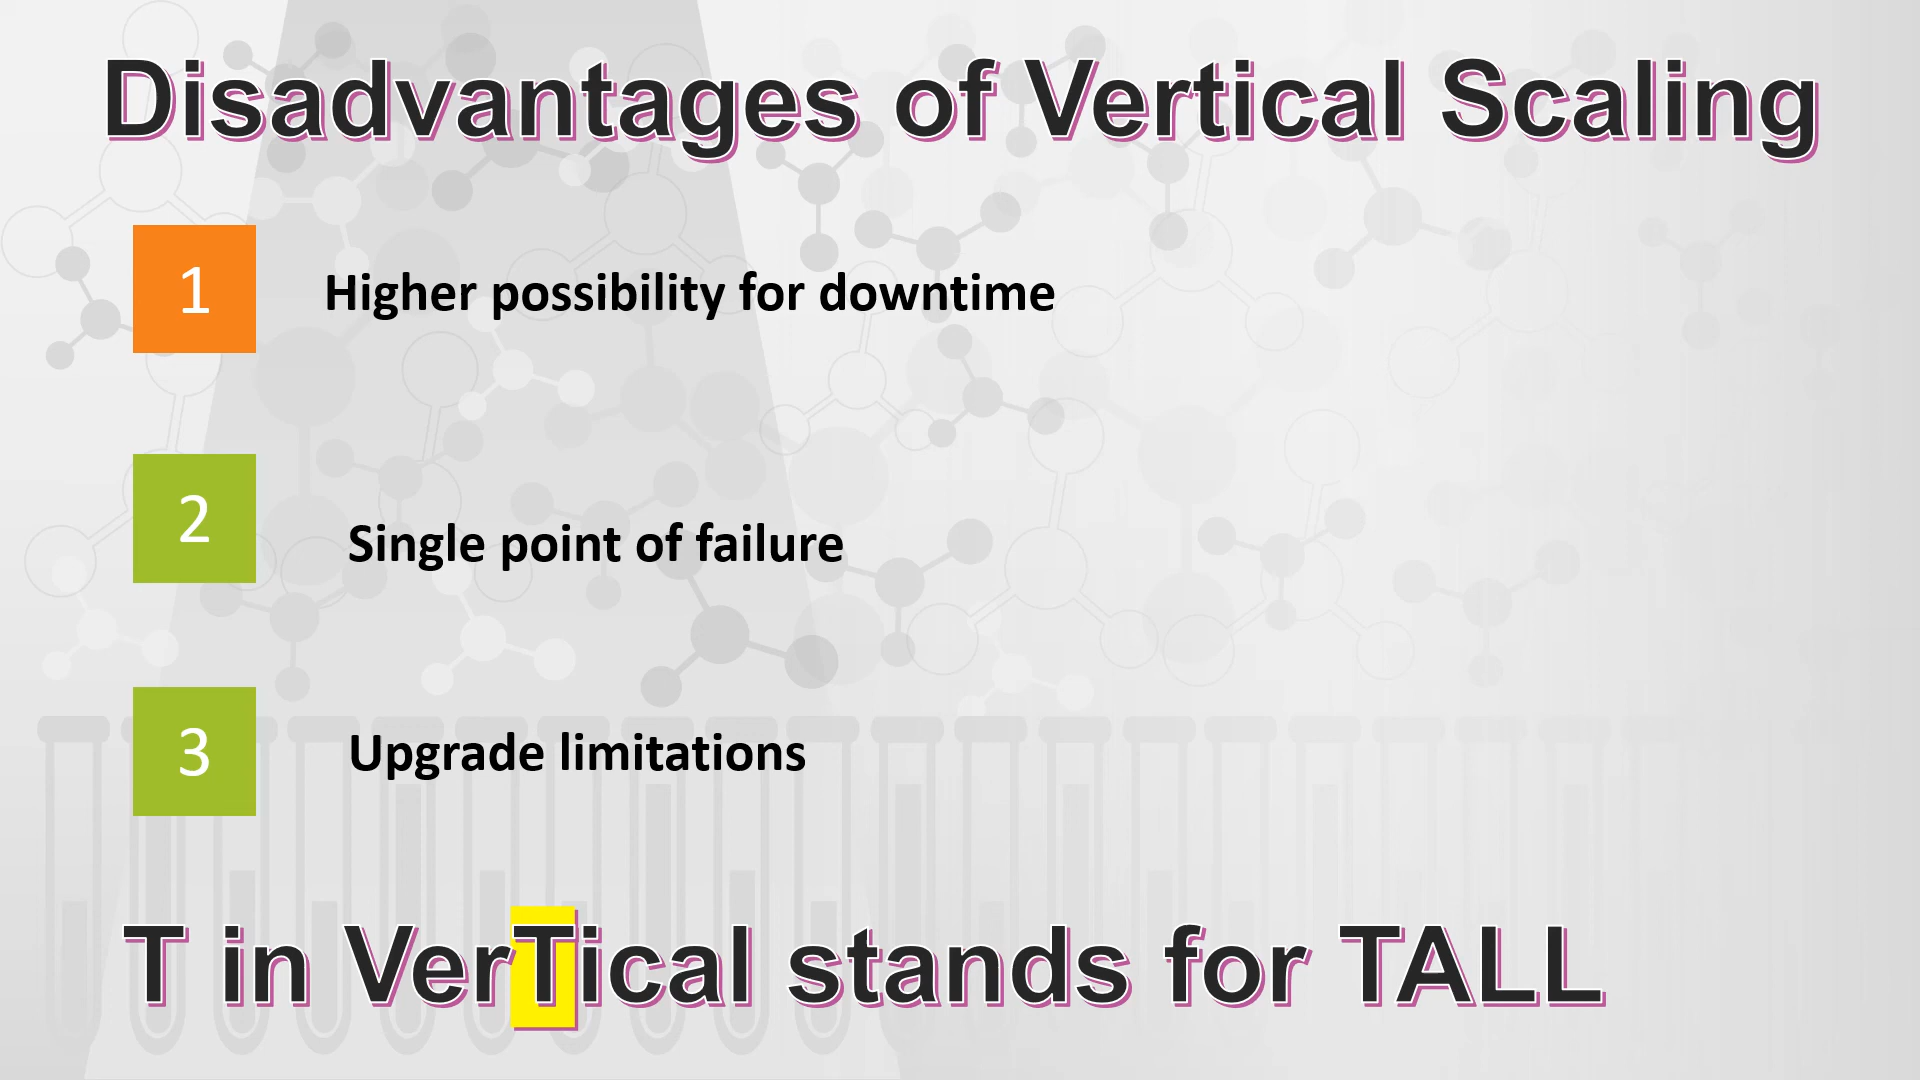 Disadvantages of Vertical Scaling
1 Higher possibility for downtime
2 Single point of failure
3 Upgrade limitations
T in VerTical stands for TALL